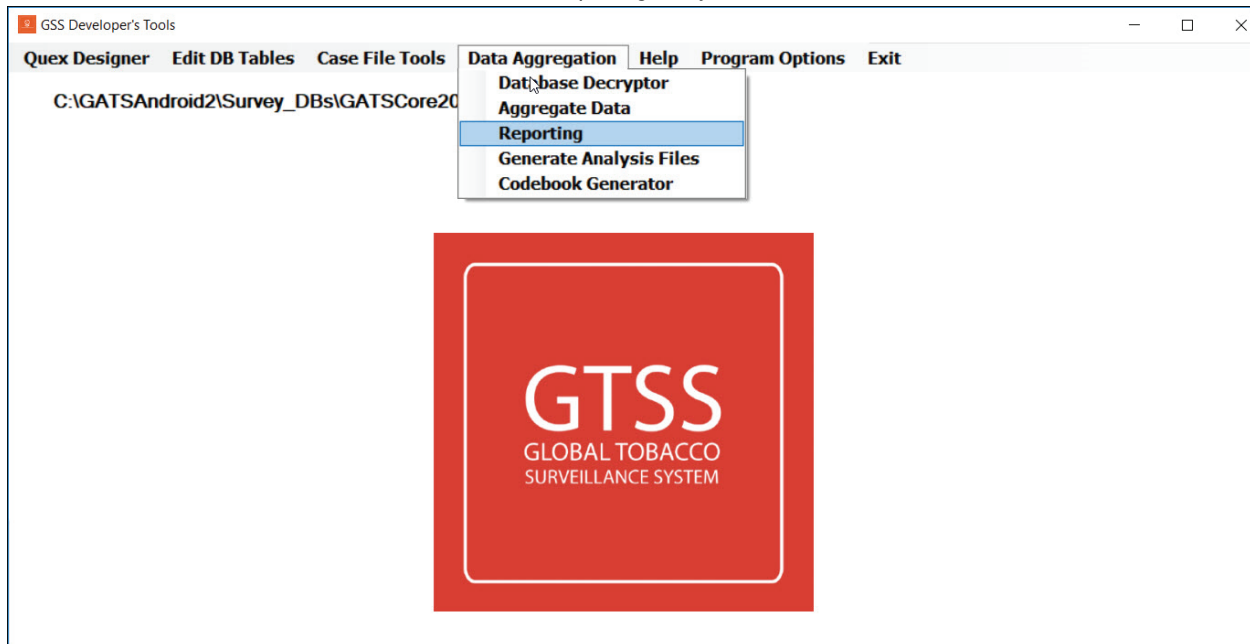 GSS Developer's Tools
Quex Designer Edit DB Tables Case File Tools Data Aggregation Help Program Options Exit
C:\GATSAndroid2\Survey_DBs\GATSCore20
Database Decryptor
Aggregate Data
Reporting
Generate Analysis Files
Codebook Generator
GTSS
GLOBAL TOBACCO
SURVEILLANCE SYSTEM